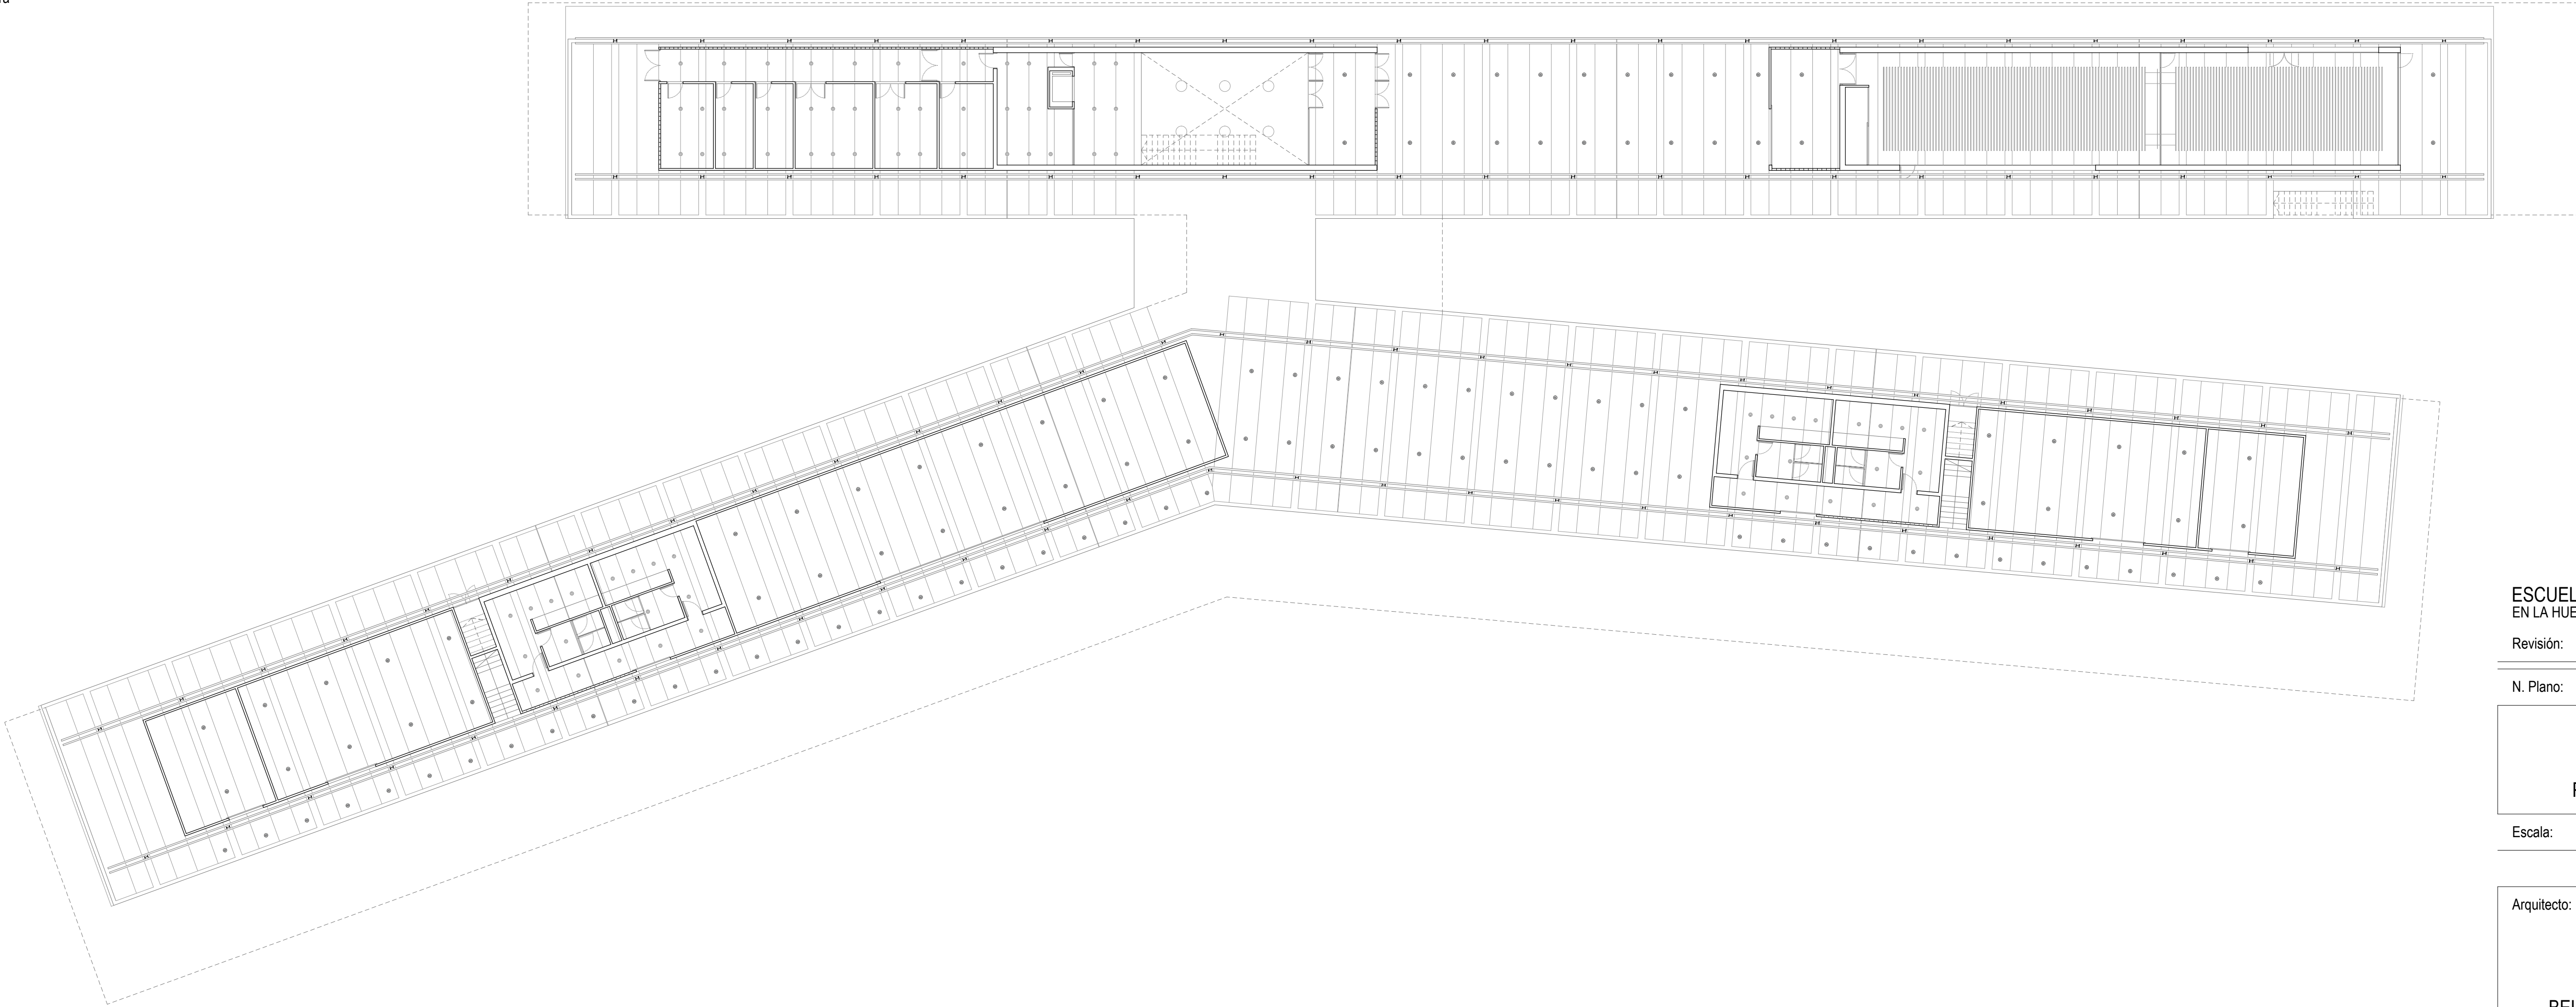 ESCUEL
EN LA HUE
Revisión:
N. Plano:
Escala:
Arquitecto: